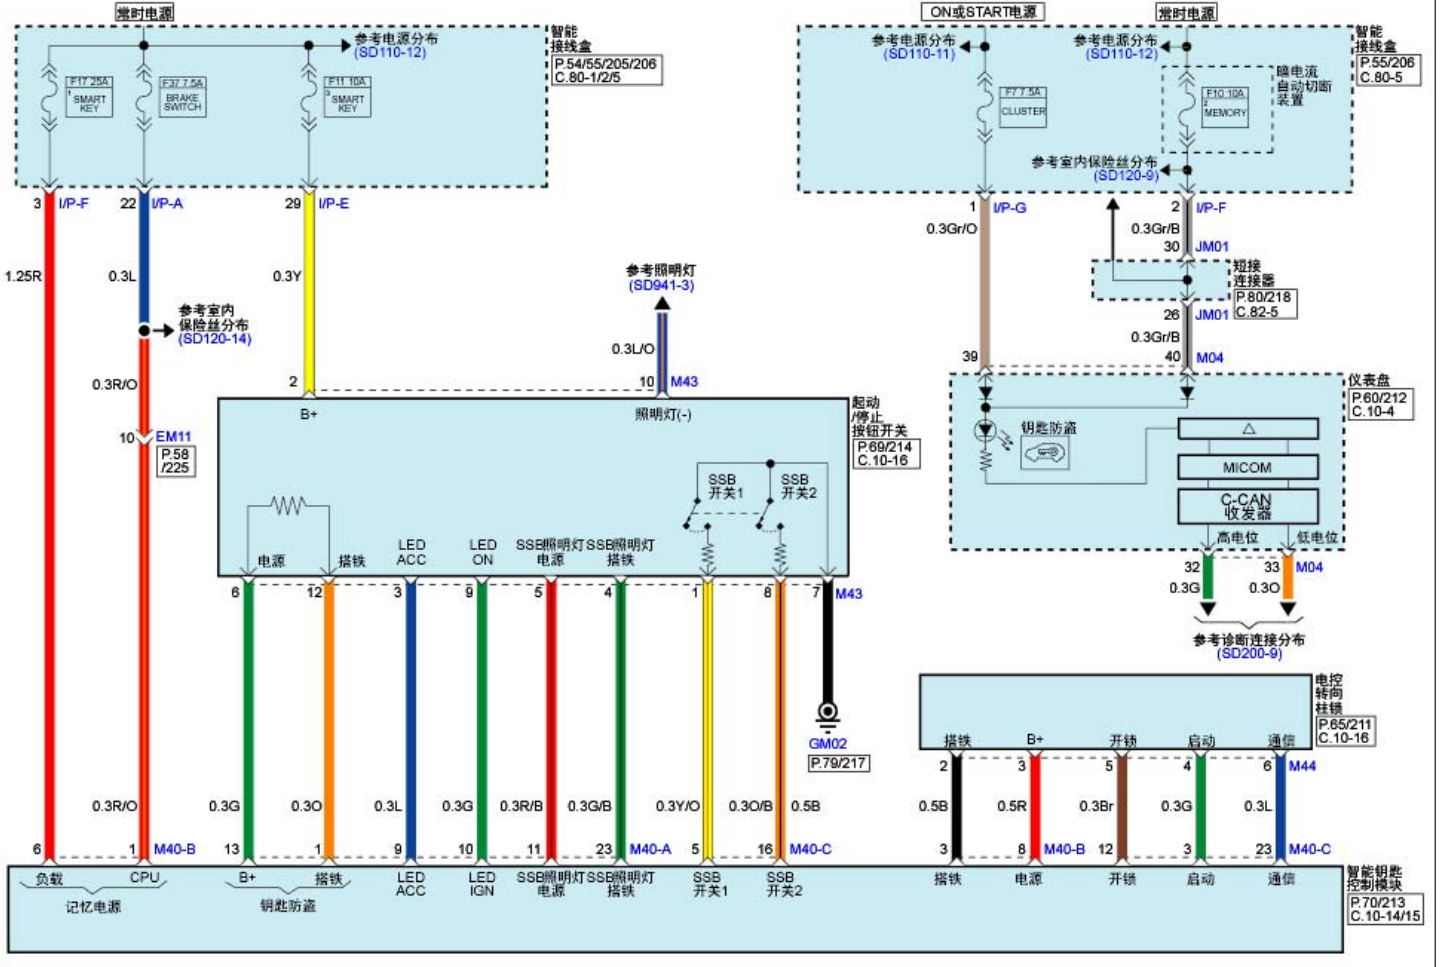 常时电源
参考电源分布
(SD110-12)
F17 25A
1
SMART
KEY
F37 7.5A
BRAKE
SWITCH
F11 10A
3
SMART
KEY
智能
接线盒
P.54/55/205/206
C.80-1/2/5
3
I/P-F
22
I/P-A
29
I/P-E
1.25R
0.3L
0.3Y
参考室内
保险丝分布
(SD120-14)
0.3R/O
10
EM11
P.58
/225
ON或START电源
常时电源
参考电源分布
(SD110-11)
参考电源分布
(SD110-12)
F7 7.5A
CLUSTER
F10 10A
2
MEMORY
暗电流
自动切断
装置
参考室内保险丝分布
(SD120-9)
智能
接线盒
P.55/206
C.80-5
1
I/P-G
2
I/P-F
0.3Gr/O
0.3Gr/B
30
JM01
短接
连接器
P.80/218
C.82-5
26
JM01
0.3Gr/B
39
40
M04
参考照明灯
(SD941-3)
0.3L/O
2
10
M43
B+
照明灯(-)
起动
/停止
按钮开关
P.69/214
C.10-16
SSB
开关1
SSB
开关2
电源
搭铁
LED
ACC
LED
ON
SSB照明灯
电源
SSB照明灯
搭铁
6
12
3
9
5
4
1
8
7
M43
GM02
P.79/217
仪表盘
P.60/212
C.10-4
钥匙防盗
△
MICOM
C-CAN
收发器
高电位
低电位
32
33
M04
0.3G
0.3O
参考诊断连接分布
(SD200-9)
电控
转向
柱锁
P.65/211
C.10-16
搭铁
B+
开锁
启动
通信
2
3
5
4
6
M44
0.3R/O
0.3G
0.3O
0.3L
0.3G
0.3R/B
0.3G/B
0.3Y/O
0.3O/B
0.5B
0.5B
0.5R
0.3Br
0.3G
0.3L
6
1
M40-B
13
1
9
10
11
23
M40-A
5
16
M40-C
3
8
M40-B
12
3
23
M40-C
负载
CPU
记忆电源
B+
搭铁
钥匙防盗
LED
ACC
LED
IGN
SSB照明灯
电源
SSB照明灯
搭铁
SSB
开关1
SSB
开关2
搭铁
电源
开锁
启动
通信
智能钥匙
控制模块
P.70/213
C.10-14/15